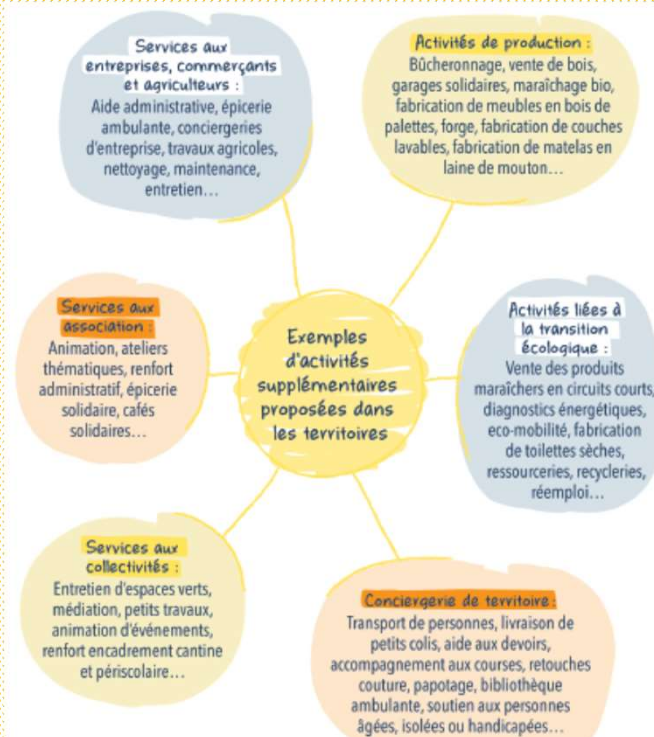 Services aux
entreprises, commerçants
et agriculteurs :
Aide administrative, épicerie
ambulante, conciergeries
d'entreprise, travaux agricoles,
nettoyage, maintenance,
entretien…
Activités de production :
Bûcheronnage, vente de bois,
garages solidaires, maraîchage bio,
fabrication de meubles en bois de
palettes, forge, fabrication de couches
lavables, fabrication de matelas en
laine de mouton…
Services aux
association :
Animation, ateliers
thématiques, renfort
administratif, épicerie
solidaire, cafés
solidaires…
Exemples
d'activités
supplémentaires
proposées dans
les territoires
Activités liées à
la transition
écologique :
Vente des produits
maraîchers en circuits courts,
diagnostics énergétiques,
eco-mobilité, fabrication
de toilettes sèches,
ressourceries, recycleries,
réemploi…
Services aux
collectivités :
Entretien d'espaces verts,
médiation, petits travaux,
animation d'événements,
renfort encadrement cantine
et périscolaire…
Conciergerie de territoire :
Transport de personnes, livraison de
petits colis, aide aux devoirs,
accompagnement aux courses, retouches
couture, papotage, bibliothèque
ambulante, soutien aux personnes
âgées, isolées ou handicapées…